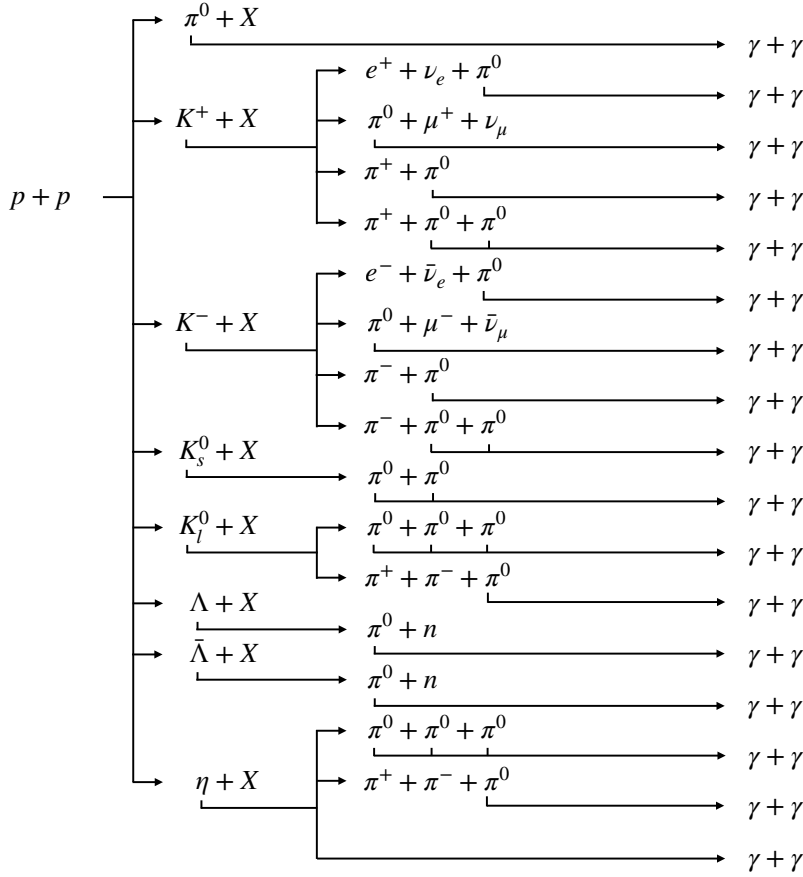 π⁰ + X
γ + γ
e⁺ + νₑ + π⁰
γ + γ
K⁺ + X
π⁰ + μ⁺ + ν_μ
γ + γ
π⁺ + π⁰
p + p
γ + γ
π⁺ + π⁰ + π⁰
γ + γ
e⁻ + ν̄ₑ + π⁰
γ + γ
K⁻ + X
π⁰ + μ⁻ + ν̄_μ
γ + γ
π⁻ + π⁰
γ + γ
π⁻ + π⁰ + π⁰
γ + γ
K⁰ₛ + X
π⁰ + π⁰
γ + γ
K⁰ₗ + X
π⁰ + π⁰ + π⁰
γ + γ
π⁺ + π⁻ + π⁰
γ + γ
Λ + X
π⁰ + n
γ + γ
Λ̄ + X
π⁰ + n
γ + γ
π⁰ + π⁰ + π⁰
γ + γ
η + X
π⁺ + π⁻ + π⁰
γ + γ
γ + γ